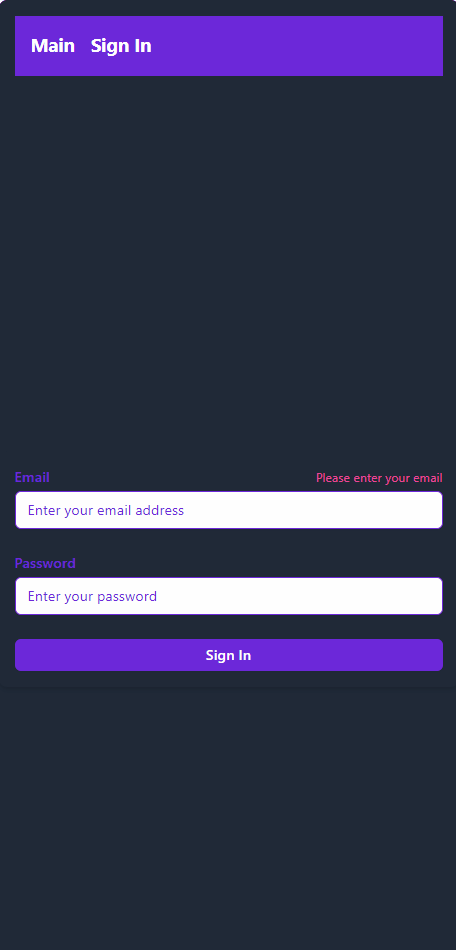 Main Sign In
Email Please enter your email
Enter your email address
Password
Enter your password
Sign In